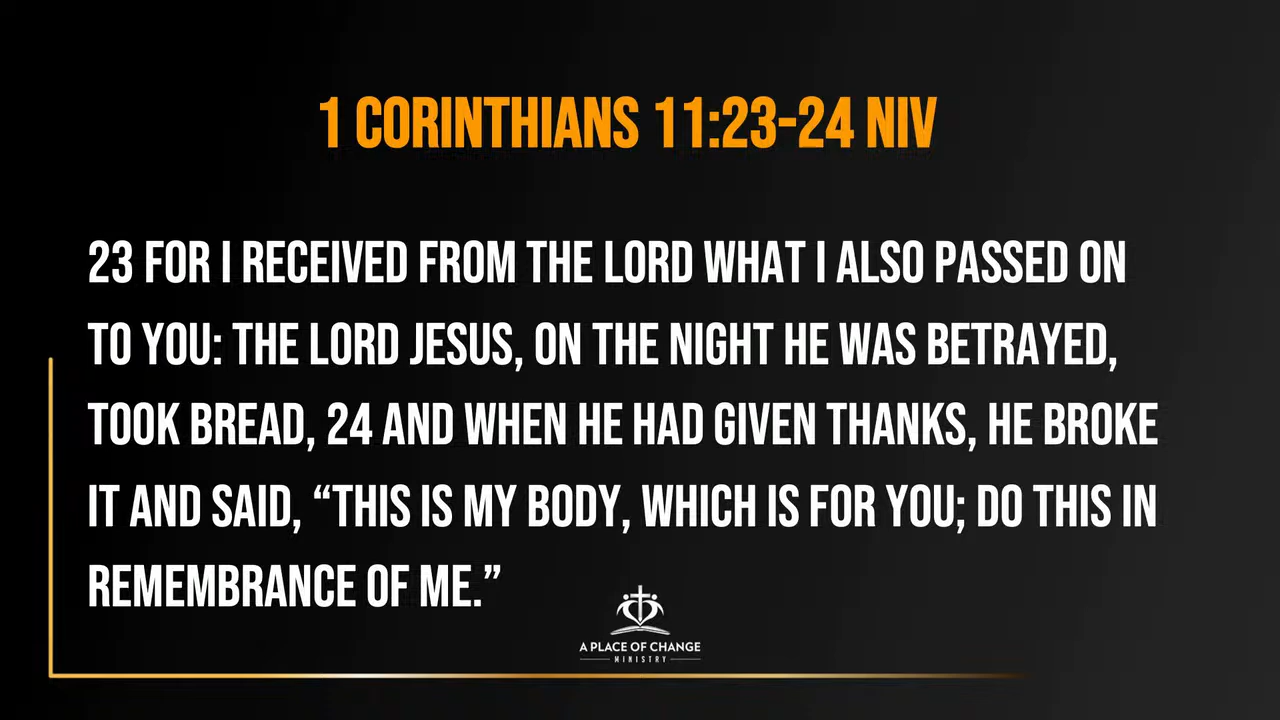 1 CORINTHIANS 11:23-24 NIV
23 FOR I RECEIVED FROM THE LORD WHAT I ALSO PASSED ON
TO YOU: THE LORD JESUS, ON THE NIGHT HE WAS BETRAYED,
TOOK BREAD, 24 AND WHEN HE HAD GIVEN THANKS, HE BROKE
IT AND SAID, “THIS IS MY BODY, WHICH IS FOR YOU; DO THIS IN
REMEMBRANCE OF ME.”
A PLACE OF CHANGE
MINISTRY